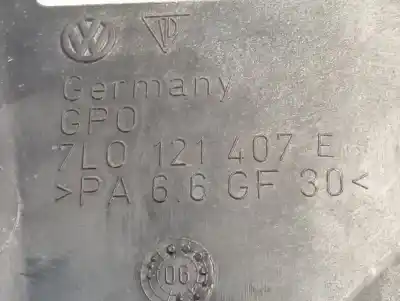 Germany
GPO
7L0 121 407 E
>PA 6.6 GF 30<
06